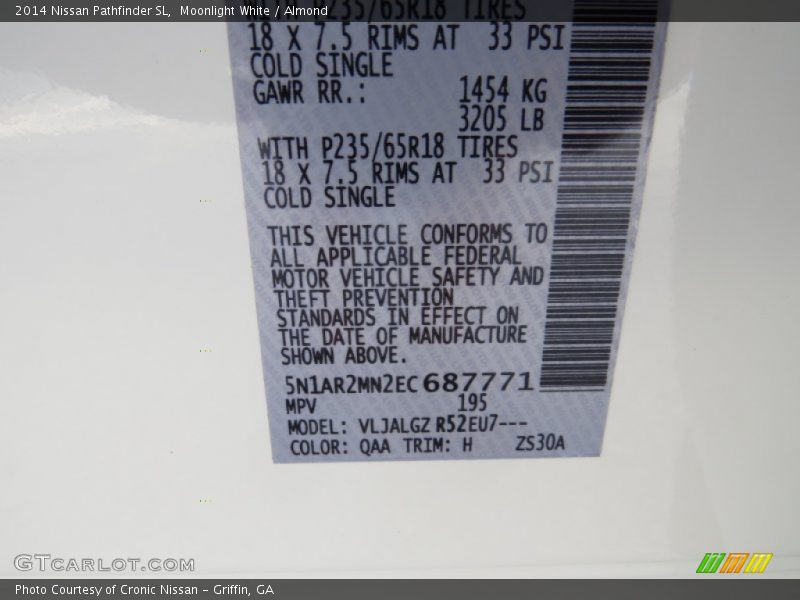 2014 Nissan Pathfinder SL, Moonlight White / Almond
WITH P235/65R18 TIRES
18 X 7.5 RIMS AT 33 PSI
COLD SINGLE
GAWR RR.: 1454 KG
3205 LB
WITH P235/65R18 TIRES
18 X 7.5 RIMS AT 33 PSI
COLD SINGLE
THIS VEHICLE CONFORMS TO
ALL APPLICABLE FEDERAL
MOTOR VEHICLE SAFETY AND
THEFT PREVENTION
STANDARDS IN EFFECT ON
THE DATE OF MANUFACTURE
SHOWN ABOVE.
5N1AR2MN2EC687771
MPV 195
MODEL: VLJALGZ R52EU7---
COLOR: QAA TRIM: H ZS30A
GTCARLOT.COM
Photo Courtesy of Cronic Nissan - Griffin, GA